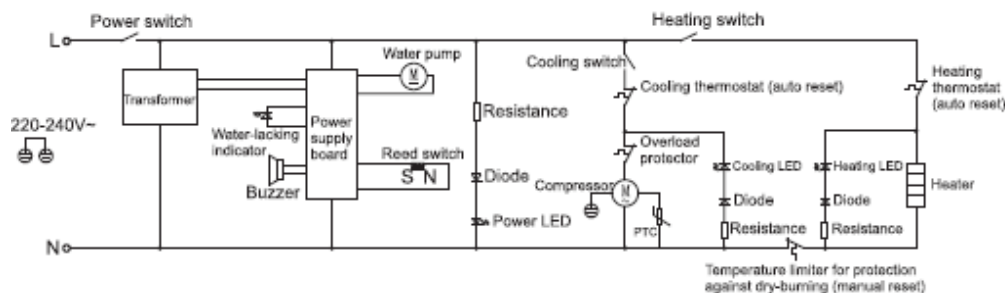 Power switch
Heating switch
L
Water pump
M
Cooling switch
Transformer
Cooling thermostat (auto reset)
Heating
thermostat
(auto reset)
Resistance
220-240V~
Water-lacking
indicator
Power
supply
board
Overload
protector
Reed switch
S N
Cooling LED
Heating LED
Buzzer
Diode
Compressor
M
Heater
Diode
Diode
Power LED
PTC
Resistance
Resistance
N
Temperature limiter for protection
against dry-burning (manual reset)